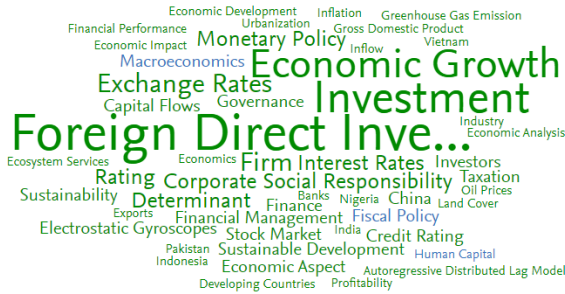 Economic Development Inflation Greenhouse Gas Emission
Financial Performance Urbanization Gross Domestic Product
Economic Impact Monetary Policy Inflow Vietnam
Macroeconomics Economic Growth
Exchange Rates Investment
Capital Flows Governance
Foreign Direct Inve... Industry
Economic Analysis
Ecosystem Services Economics Firm Interest Rates Investors
Rating Corporate Social Responsibility Taxation
Sustainability Determinant Banks Nigeria China Oil Prices
Finance Land Cover
Exports Financial Management Fiscal Policy
Electrostatic Gyroscopes Stock Market India Credit Rating
Pakistan Sustainable Development Human Capital
Indonesia Economic Aspect Autoregressive Distributed Lag Model
Developing Countries Profitability